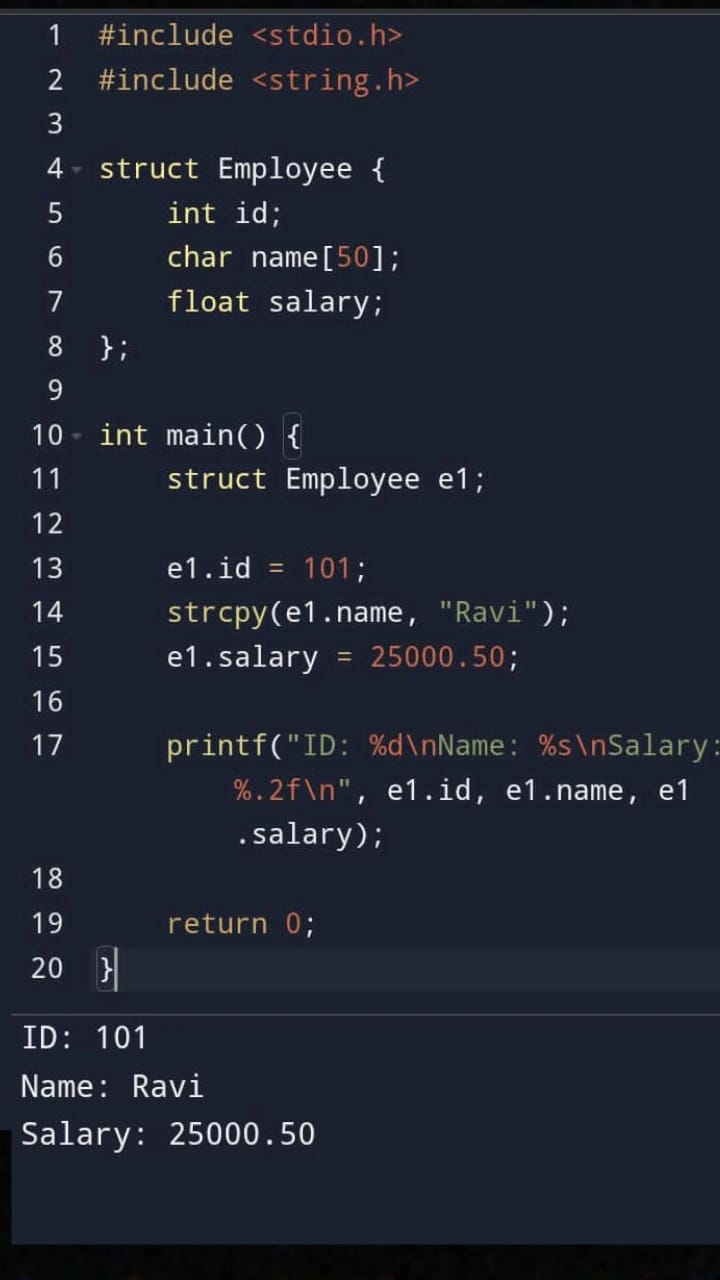 1 #include <stdio.h>
2 #include <string.h>
3
4 struct Employee {
5     int id;
6     char name[50];
7     float salary;
8 };
9
10 int main() {
11     struct Employee e1;
12
13     e1.id = 101;
14     strcpy(e1.name, "Ravi");
15     e1.salary = 25000.50;
16
17     printf("ID: %d\nName: %s\nSalary:
        %.2f\n", e1.id, e1.name, e1
        .salary);
18
19     return 0;
20 }
ID: 101
Name: Ravi
Salary: 25000.50